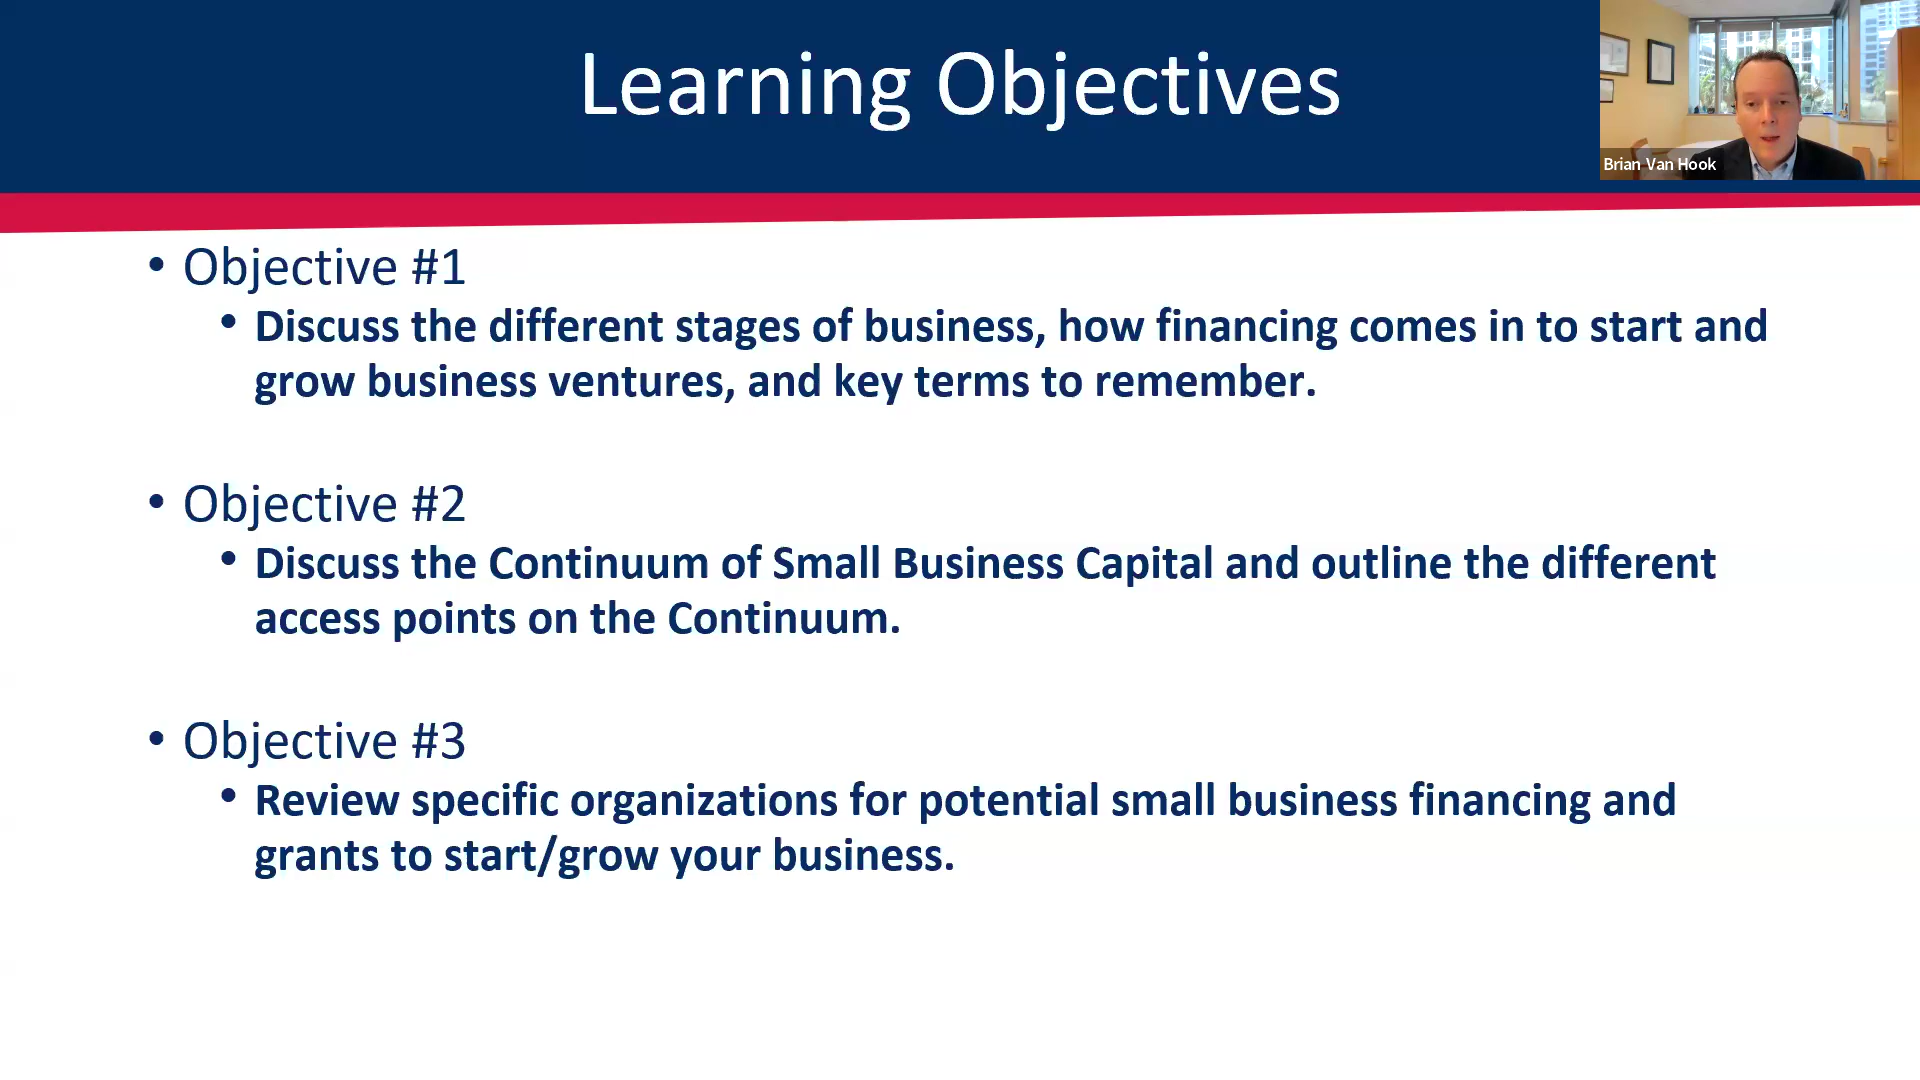 Learning Objectives
Brian Van Hook
• Objective #1
• Discuss the different stages of business, how financing comes in to start and
grow business ventures, and key terms to remember.
• Objective #2
• Discuss the Continuum of Small Business Capital and outline the different
access points on the Continuum.
• Objective #3
• Review specific organizations for potential small business financing and
grants to start/grow your business.